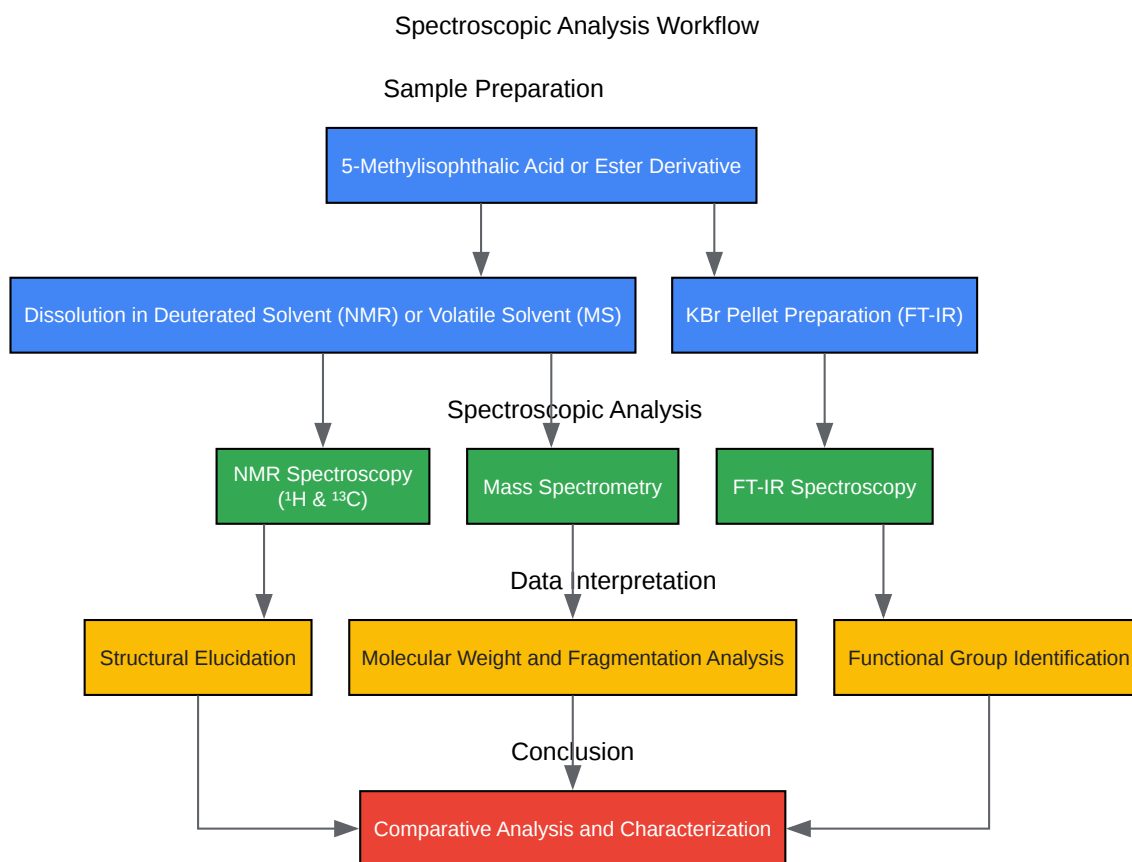 Spectroscopic Analysis Workflow
Sample Preparation
5-Methylisophthalic Acid or Ester Derivative
Dissolution in Deuterated Solvent (NMR) or Volatile Solvent (MS)
KBr Pellet Preparation (FT-IR)
Spectroscopic Analysis
NMR Spectroscopy
(¹H & ¹³C)
Mass Spectrometry
FT-IR Spectroscopy
Data Interpretation
Structural Elucidation
Molecular Weight and Fragmentation Analysis
Functional Group Identification
Conclusion
Comparative Analysis and Characterization